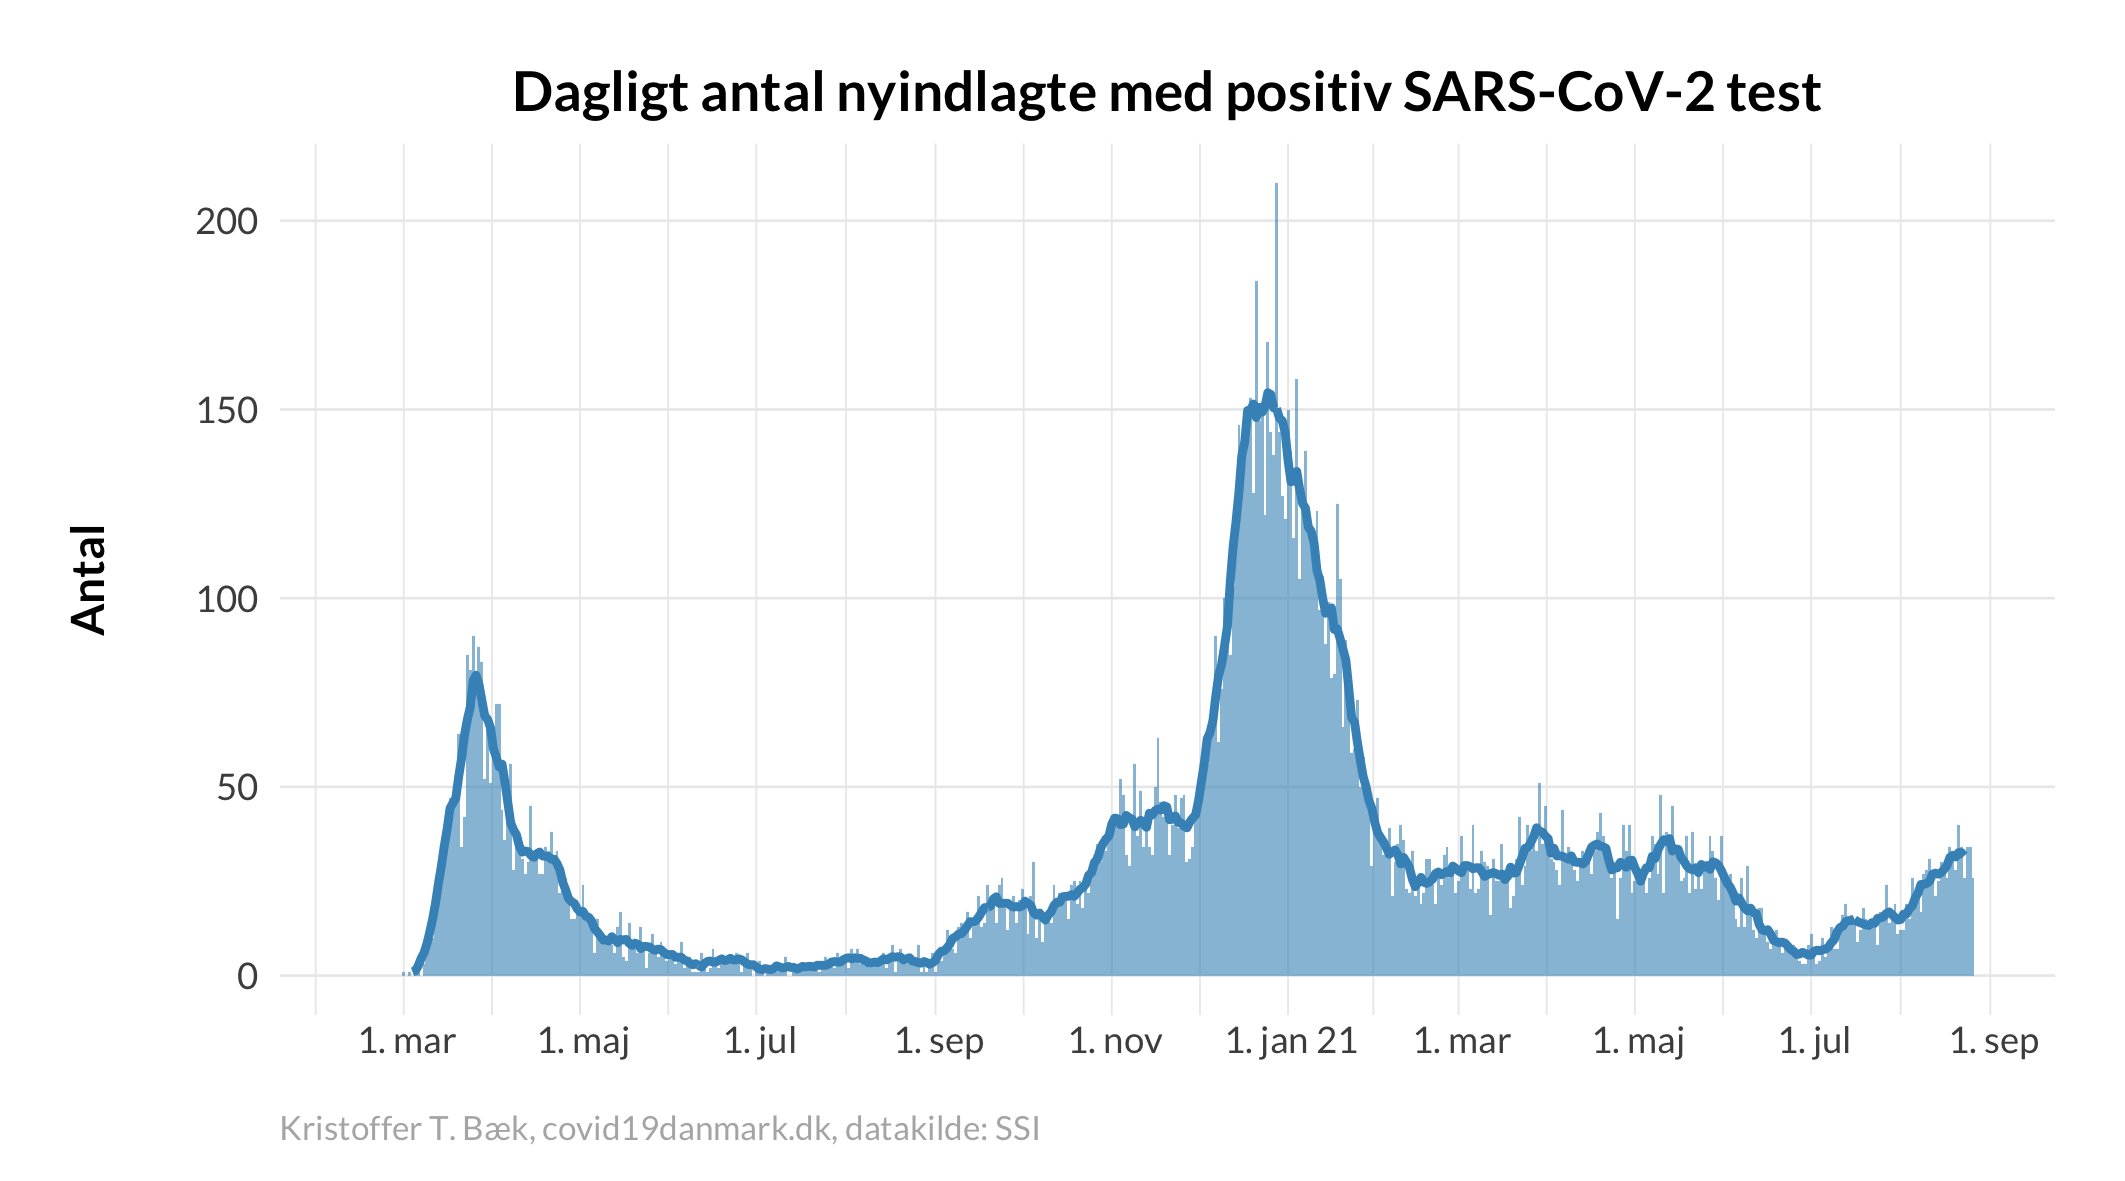 Dagligt antal nyindlagte med positiv SARS-CoV-2 test
Antal
200
150
100
50
0
1. mar
1. maj
1. jul
1. sep
1. nov
1. jan 21
1. mar
1. maj
1. jul
1. sep
Kristoffer T. Bæk, covid19danmark.dk, datakilde: SSI